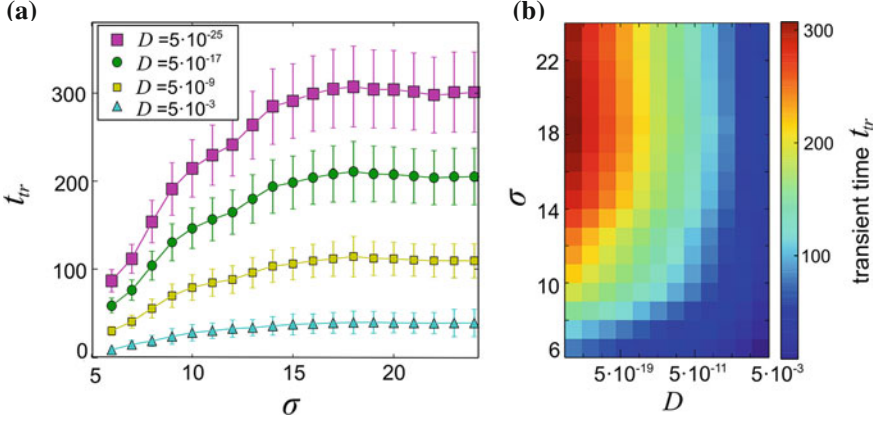 (a)
D =5·10-25
D =5·10-17
D =5·10-9
D =5·10-3
300
200
100
0
ttr
5
10
15
20
σ
(b)
22
18
14
10
6
σ
5·10-19
5·10-11
5·10-3
D
300
200
100
transient time ttr